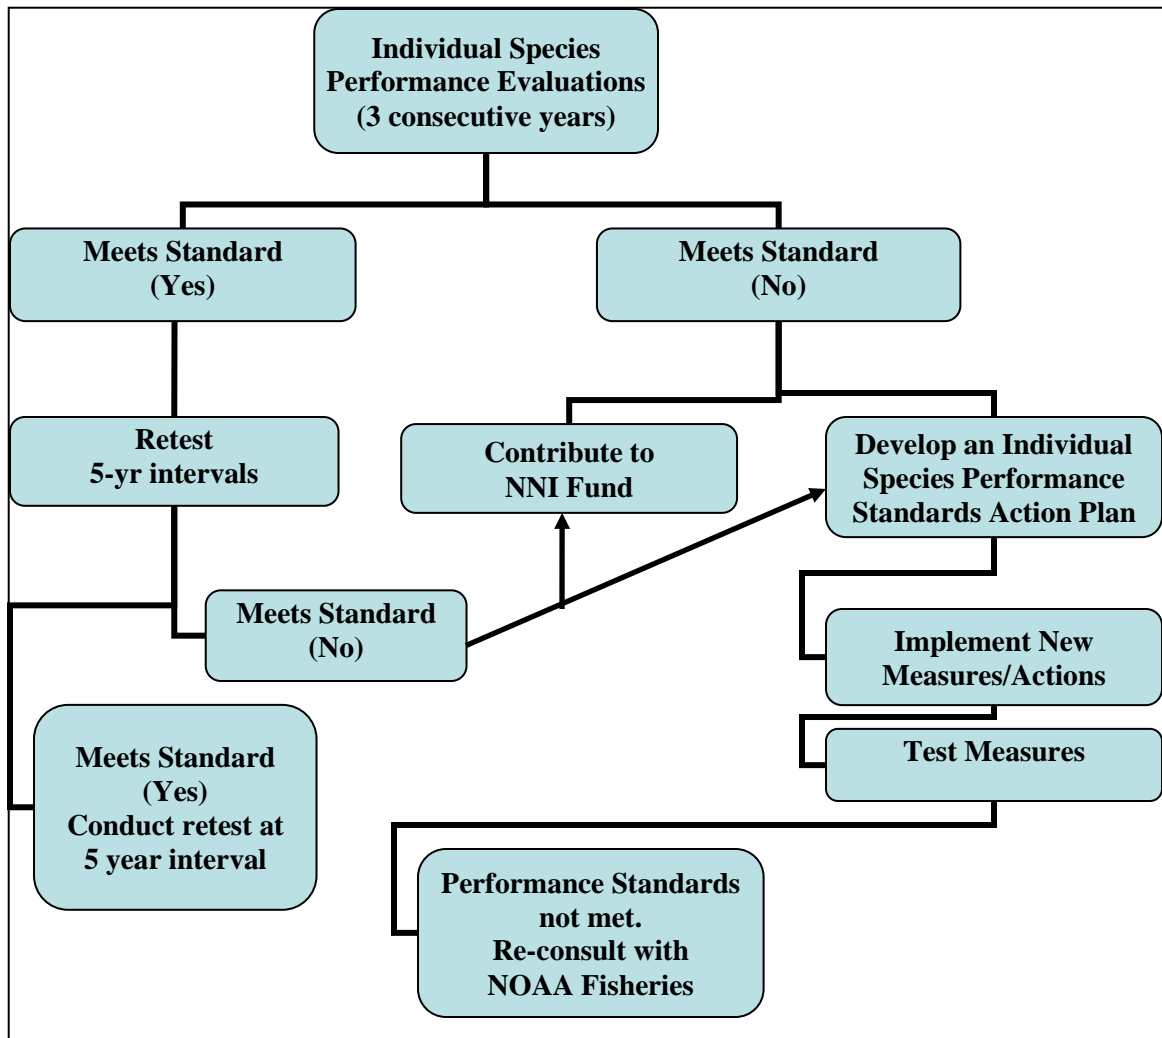 Individual Species
Performance Evaluations
(3 consecutive years)
Meets Standard
(Yes)
Meets Standard
(No)
Retest
5-yr intervals
Contribute to
NNI Fund
Develop an Individual
Species Performance
Standards Action Plan
Meets Standard
(No)
Implement New
Measures/Actions
Meets Standard
(Yes)
Conduct retest at
5 year interval
Test Measures
Performance Standards
not met.
Re-consult with
NOAA Fisheries